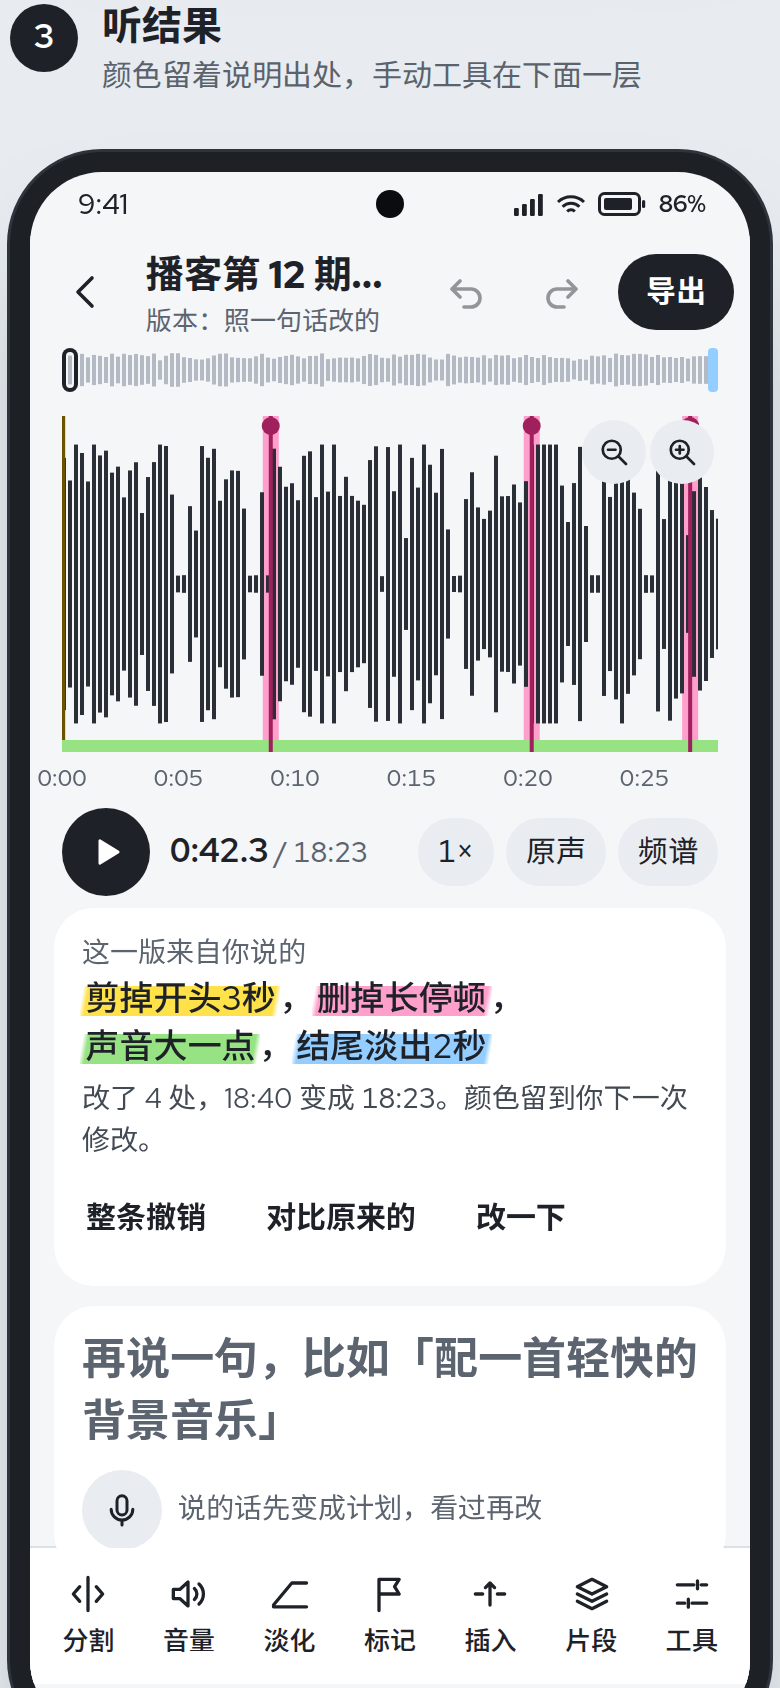 3
听结果
颜色留着说明出处，手动工具在下面一层
9:41
86%
播客第 12 期...
版本：照一句话改的
导出
0:00 0:05 0:10 0:15 0:20 0:25
0:42.3 / 18:23
1×
原声
频谱
这一版来自你说的
剪掉开头3秒，删掉长停顿，
声音大一点，结尾淡出2秒
改了 4 处，18:40 变成 18:23。颜色留到你下一次
修改。
整条撤销 对比原来的 改一下
再说一句，比如「配一首轻快的
背景音乐」
说的话先变成计划，看过再改
分割 音量 淡化 标记 插入 片段 工具